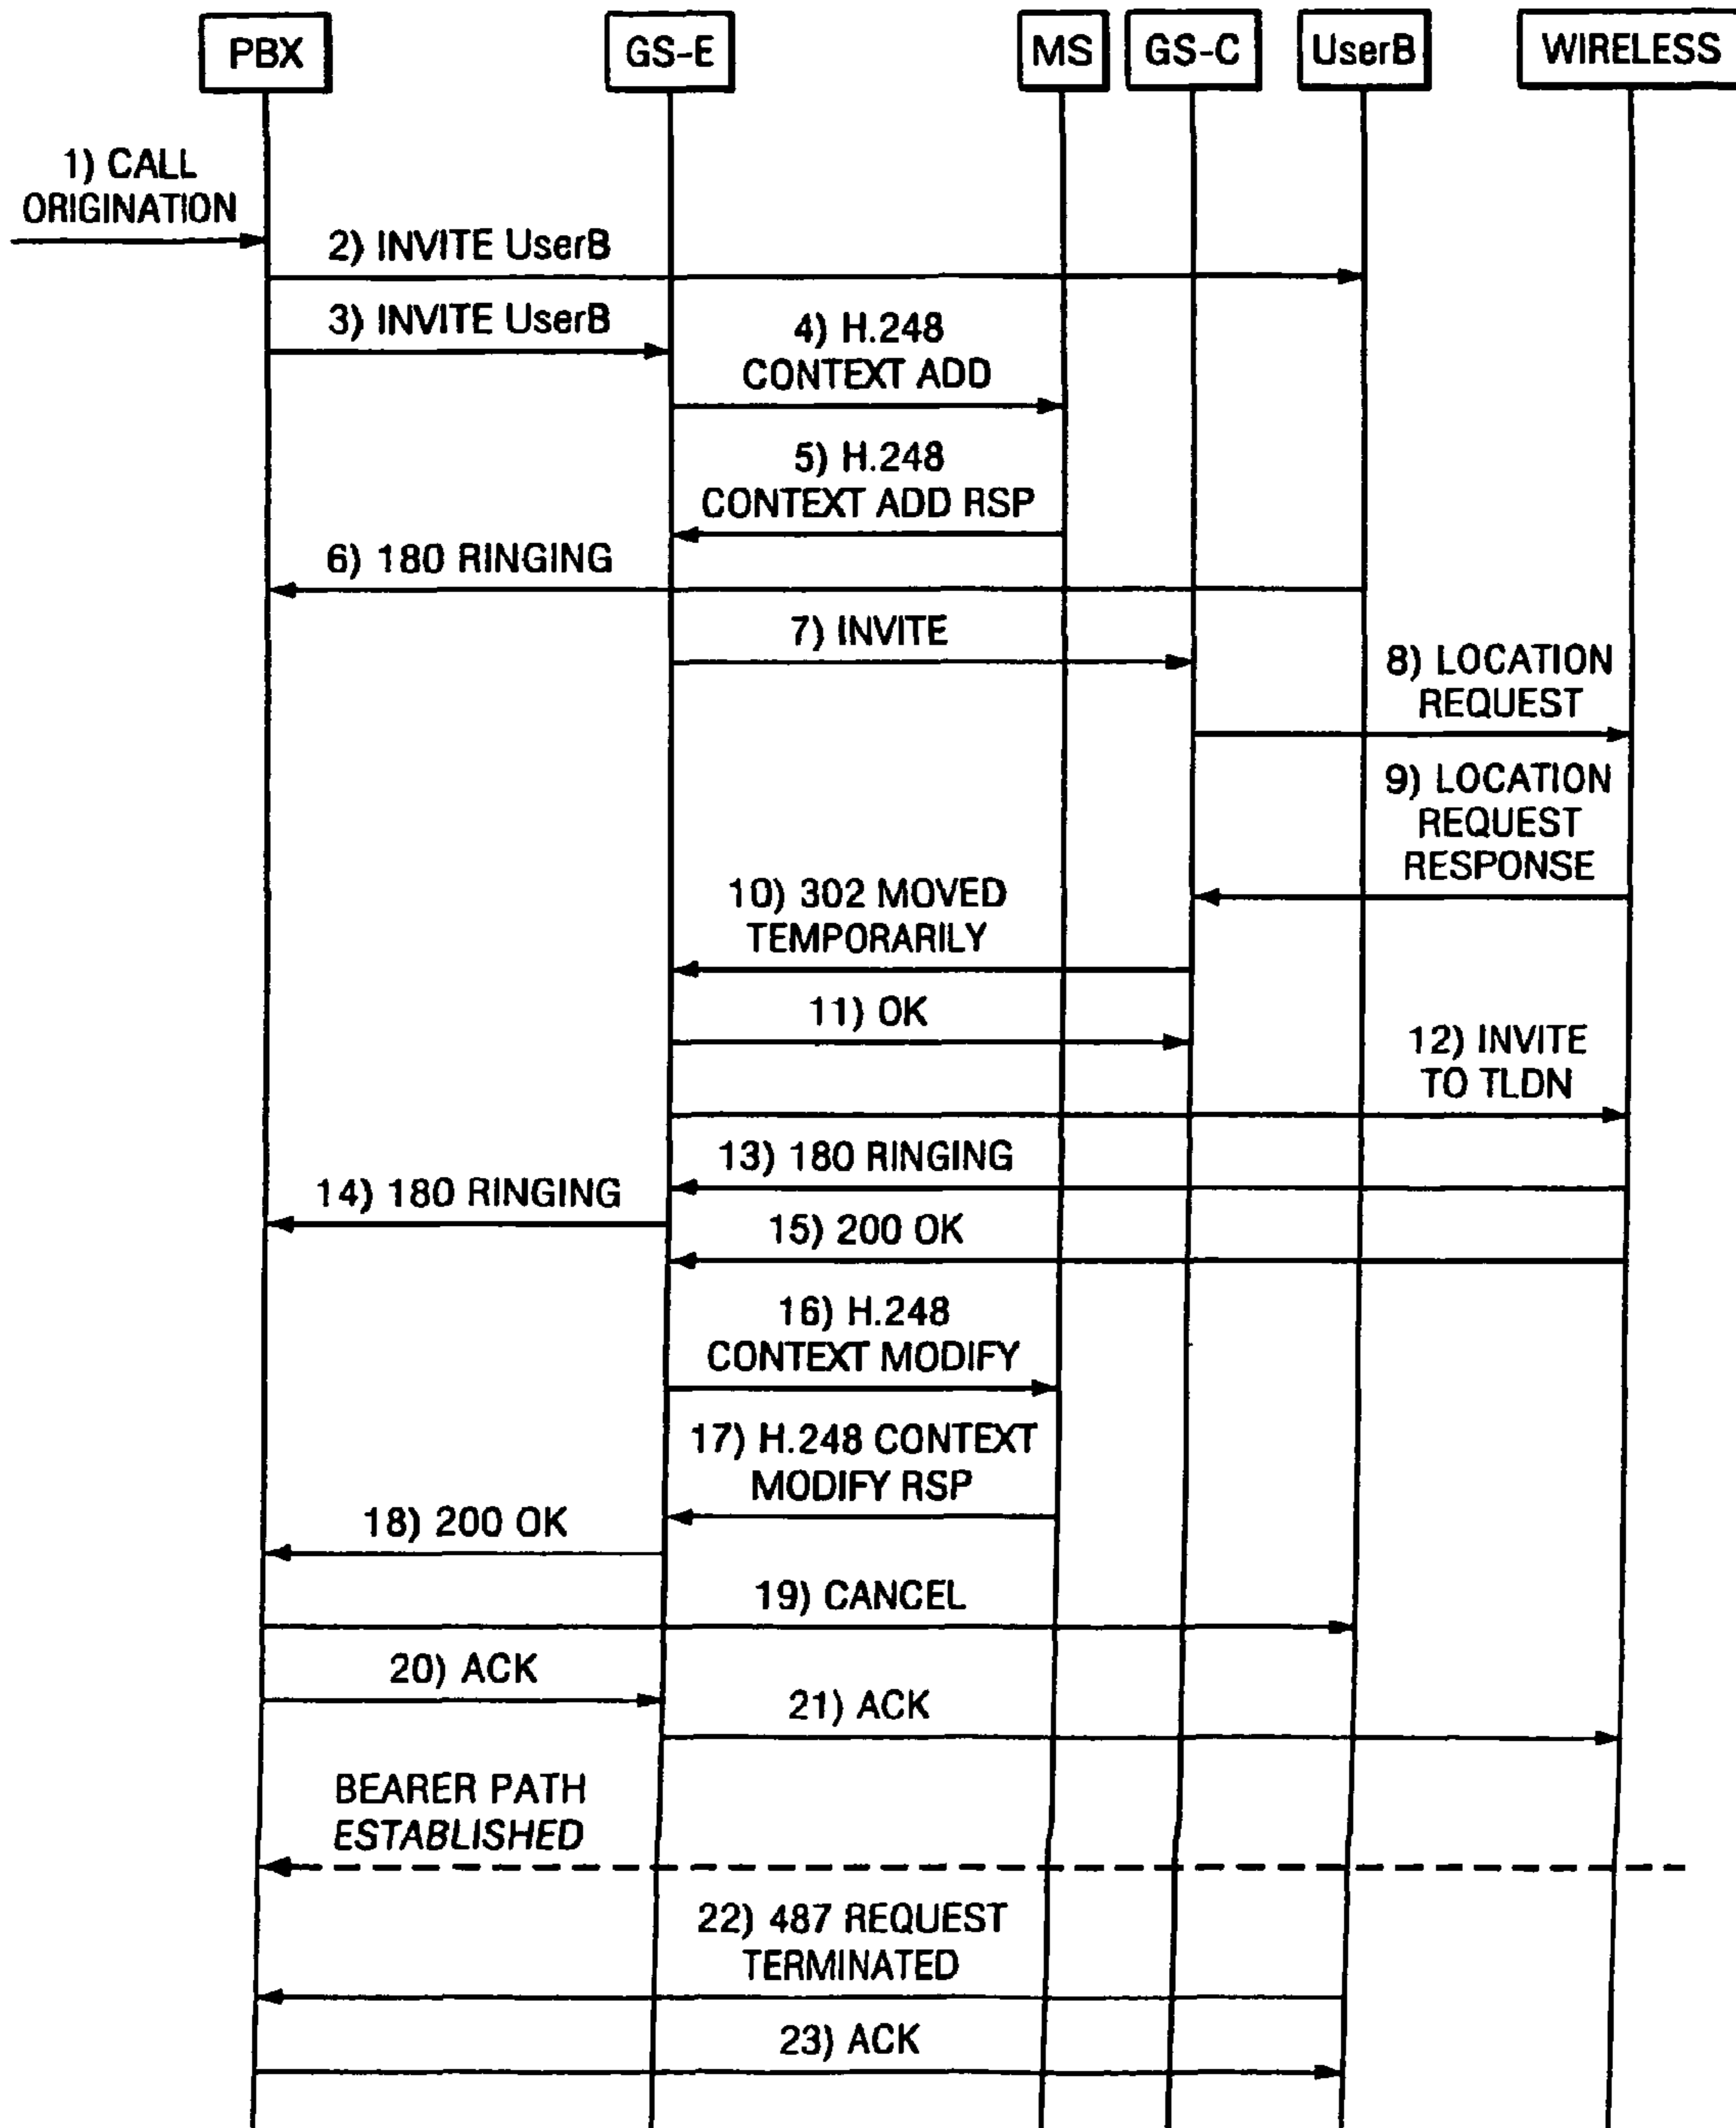 PBX
GS-E
MS
GS-C
UserB
WIRELESS
1) CALL
ORIGINATION
2) INVITE UserB
3) INVITE UserB
4) H.248
CONTEXT ADD
5) H.248
CONTEXT ADD RSP
6) 180 RINGING
7) INVITE
8) LOCATION
REQUEST
9) LOCATION
REQUEST
RESPONSE
10) 302 MOVED
TEMPORARILY
11) OK
12) INVITE
TO TLDN
13) 180 RINGING
14) 180 RINGING
15) 200 OK
16) H.248
CONTEXT MODIFY
17) H.248 CONTEXT
MODIFY RSP
18) 200 OK
19) CANCEL
20) ACK
21) ACK
BEARER PATH
ESTABLISHED
22) 487 REQUEST
TERMINATED
23) ACK